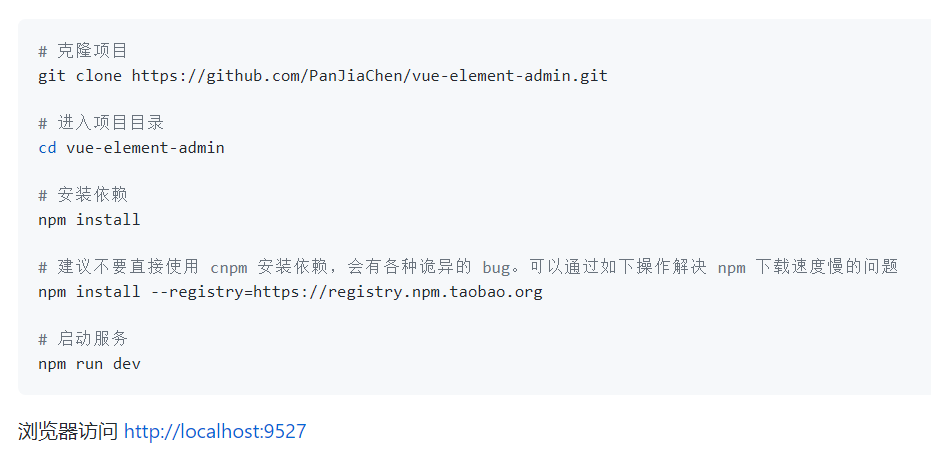 # 克隆项目
git clone https://github.com/PanJiaChen/vue-element-admin.git
# 进入项目目录
cd vue-element-admin
# 安装依赖
npm install
# 建议不要直接使用 cnpm 安装依赖，会有各种诡异的 bug。可以通过如下操作解决 npm 下载速度慢的问题
npm install --registry=https://registry.npm.taobao.org
# 启动服务
npm run dev
浏览器访问 http://localhost:9527